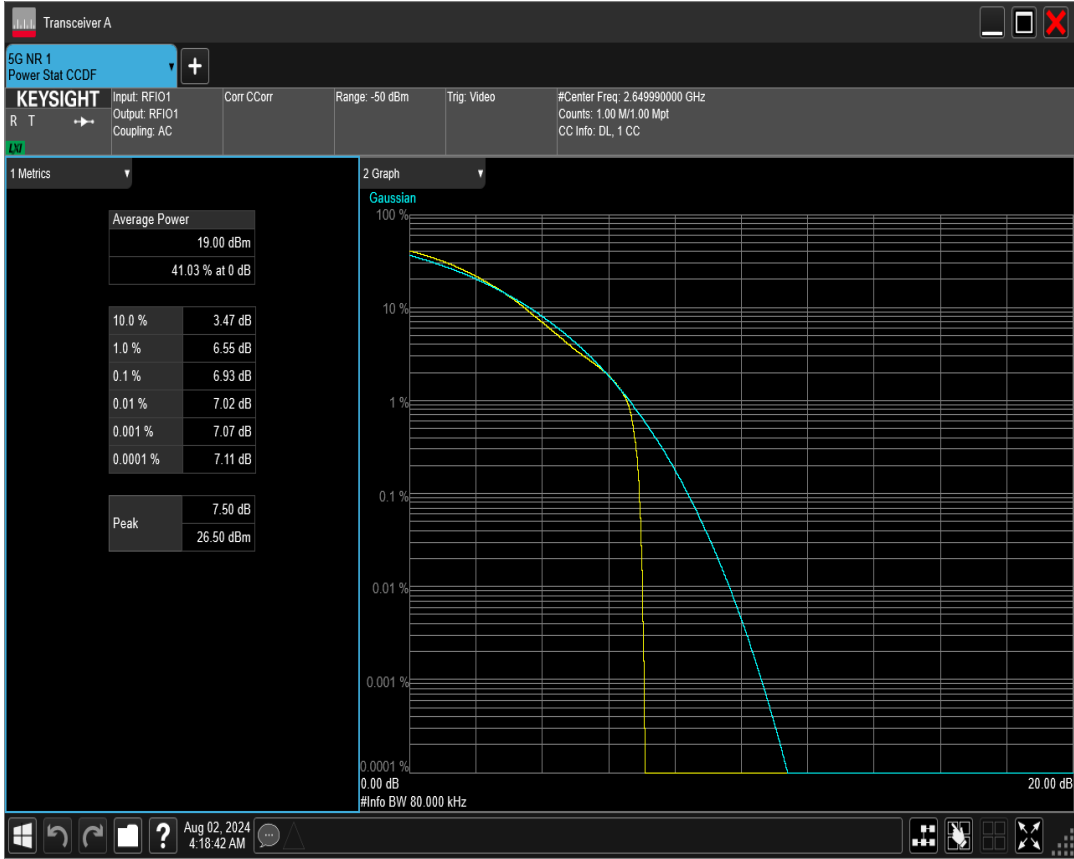 Transceiver A
5G NR 1
Power Stat CCDF
+
KEYSIGHT
R T
LXI
Input: RFIO1
Output: RFIO1
Coupling: AC
Corr CCorr
Range: -50 dBm
Trig: Video
#Center Freq: 2.649990000 GHz
Counts: 1.00 M/1.00 Mpt
CC Info: DL, 1 CC
1 Metrics
Average Power
19.00 dBm
41.03 % at 0 dB
10.0 % 3.47 dB
1.0 % 6.55 dB
0.1 % 6.93 dB
0.01 % 7.02 dB
0.001 % 7.07 dB
0.0001 % 7.11 dB
Peak
7.50 dB
26.50 dBm
2 Graph
Gaussian
100 %
10 %
1 %
0.1 %
0.01 %
0.001 %
0.0001 %
0.00 dB
20.00 dB
#Info BW 80.000 kHz
?
Aug 02, 2024
4:18:42 AM